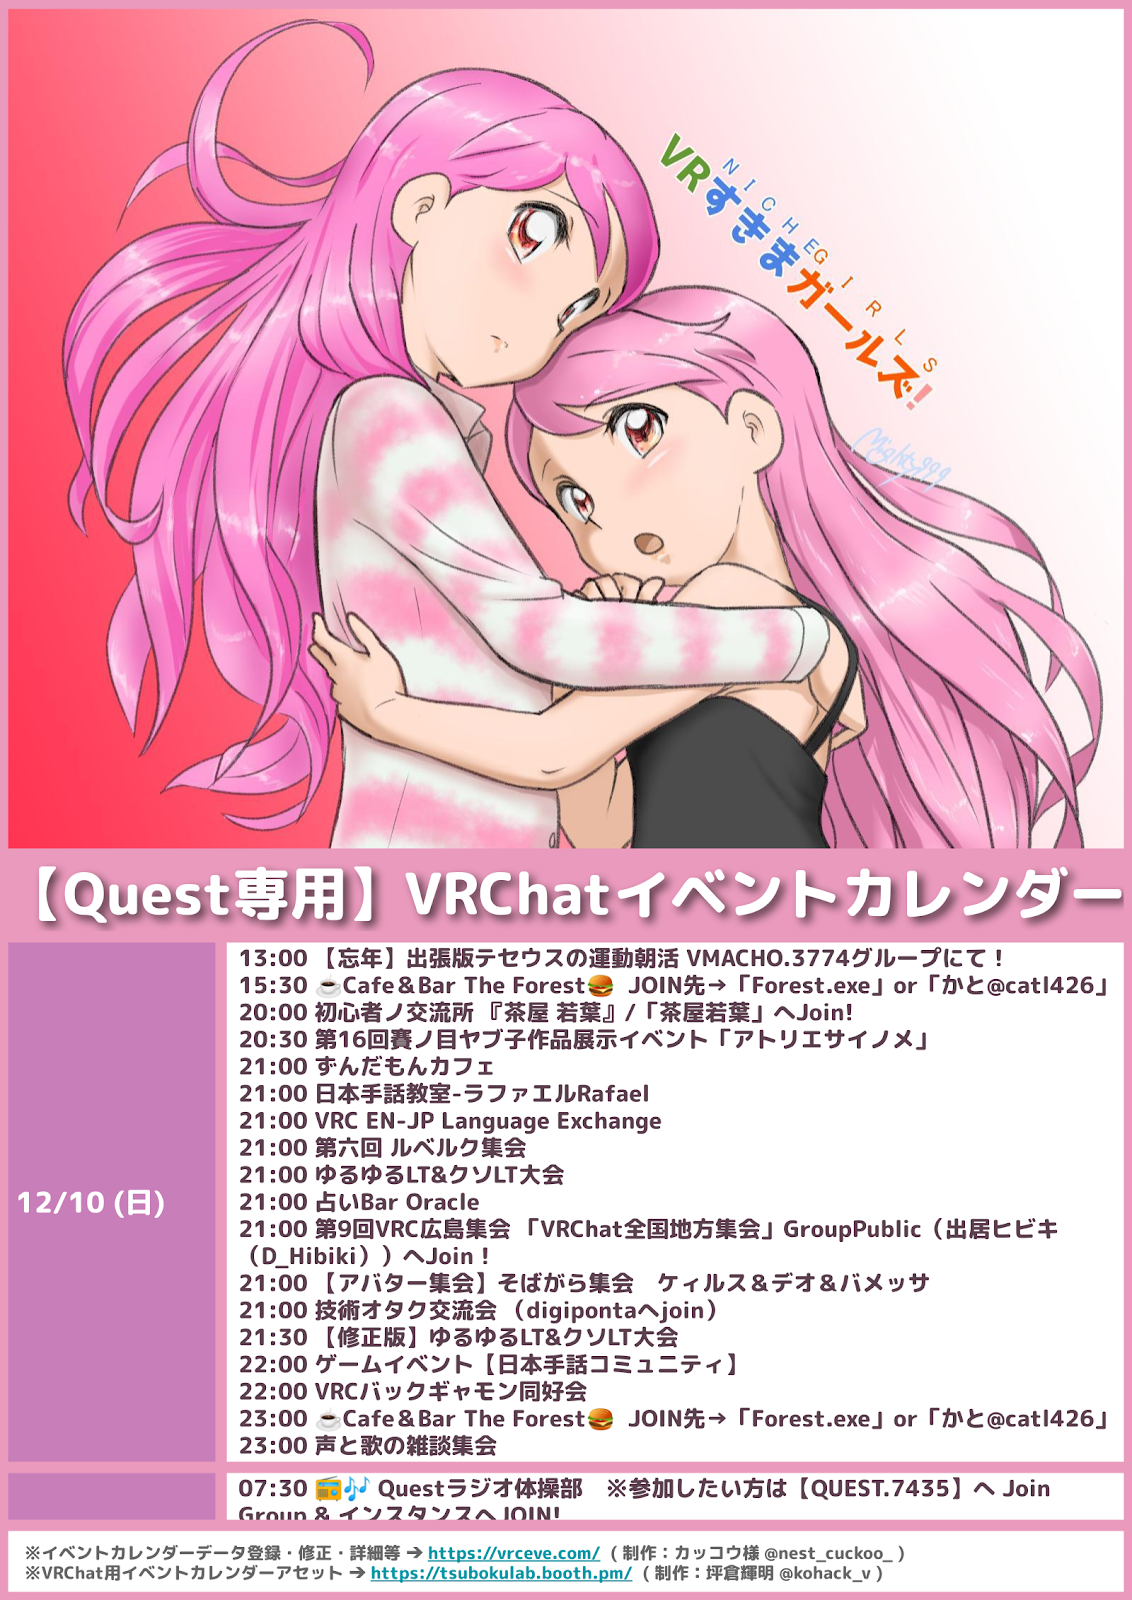 NICHE GIRLS
VRすきまガールズ!
Mighty999
【Quest専用】VRChatイベントカレンダー
12/10 (日)
13:00 【忘年】出張版テセウスの運動朝活 VMACHO.3774グループにて！
15:30 ☕Cafe＆Bar The Forest🍔 JOIN先→「Forest.exe」or「かと@catl426」
20:00 初心者ノ交流所『茶屋 若葉』/「茶屋若葉」へJoin!
20:30 第16回賽ノ目ヤブ子作品展示イベント「アトリエサイノメ」
21:00 ずんだもんカフェ
21:00 日本手話教室-ラファエルRafael
21:00 VRC EN-JP Language Exchange
21:00 第六回 ルベルク集会
21:00 ゆるゆるLT&クソLT大会
21:00 占いBar Oracle
21:00 第9回VRC広島集会 「VRChat全国地方集会」GroupPublic（出居ヒビキ
（D_Hibiki））へJoin！
21:00 【アバター集会】そばがら集会　ケィルス＆デオ＆バメッサ
21:00 技術オタク交流会 （digipontaへjoin）
21:30 【修正版】ゆるゆるLT&クソLT大会
22:00 ゲームイベント【日本手話コミュニティ】
22:00 VRCバックギャモン同好会
23:00 ☕Cafe＆Bar The Forest🍔 JOIN先→「Forest.exe」or「かと@catl426」
23:00 声と歌の雑談集会
07:30 📻🎶 Questラジオ体操部　※参加したい方は【QUEST.7435】へ Join
Group & インスタンスへJOIN!
※イベントカレンダーデータ登録・修正・詳細等 ➔ https://vrceve.com/ ( 制作：カッコウ様 @nest_cuckoo_ )
※VRChat用イベントカレンダーアセット ➔ https://tsubokulab.booth.pm/ ( 制作：坪倉輝明 @kohack_v )